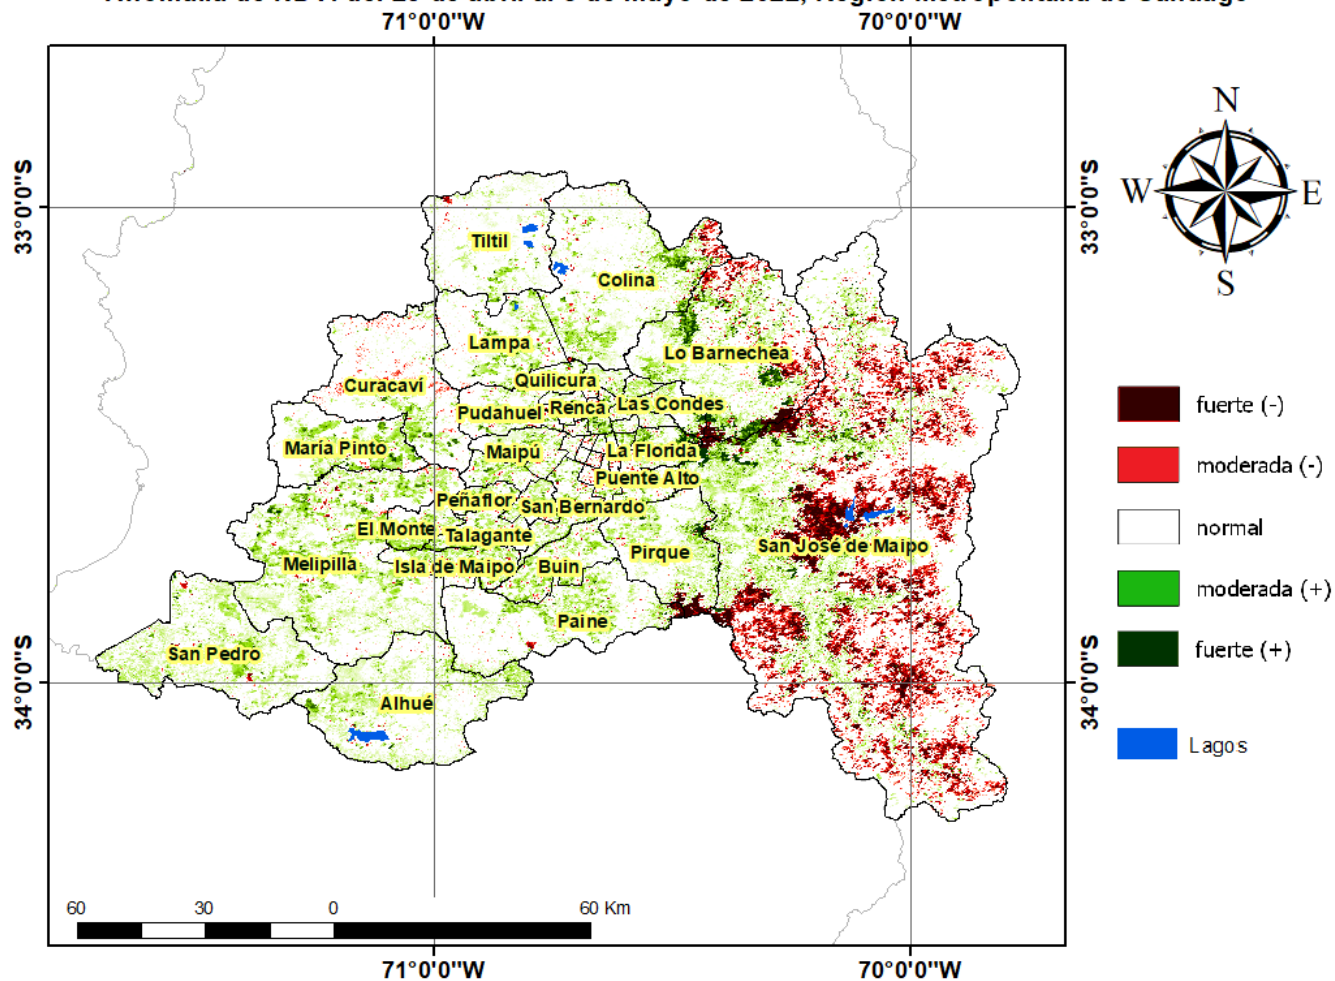 71°0'0"W 70°0'0"W
N
W E
S
33°0'0"S 33°0'0"S
Tiltil
Colina
Lampa
Lo Barnechea
Quilicura
Curacaví
Pudahuel Renca Las Condes
María Pinto Maipú La Florida
Puente Alto
Peñaflor San Bernardo
El Monte Talagante
San José de Maipo
Pirque
Melipilla Isla de Maipo Buin
Paine
San Pedro
Alhué
34°0'0"S 34°0'0"S
fuerte (-)
moderada (-)
normal
moderada (+)
fuerte (+)
Lagos
60 30 0 60 Km
71°0'0"W 70°0'0"W